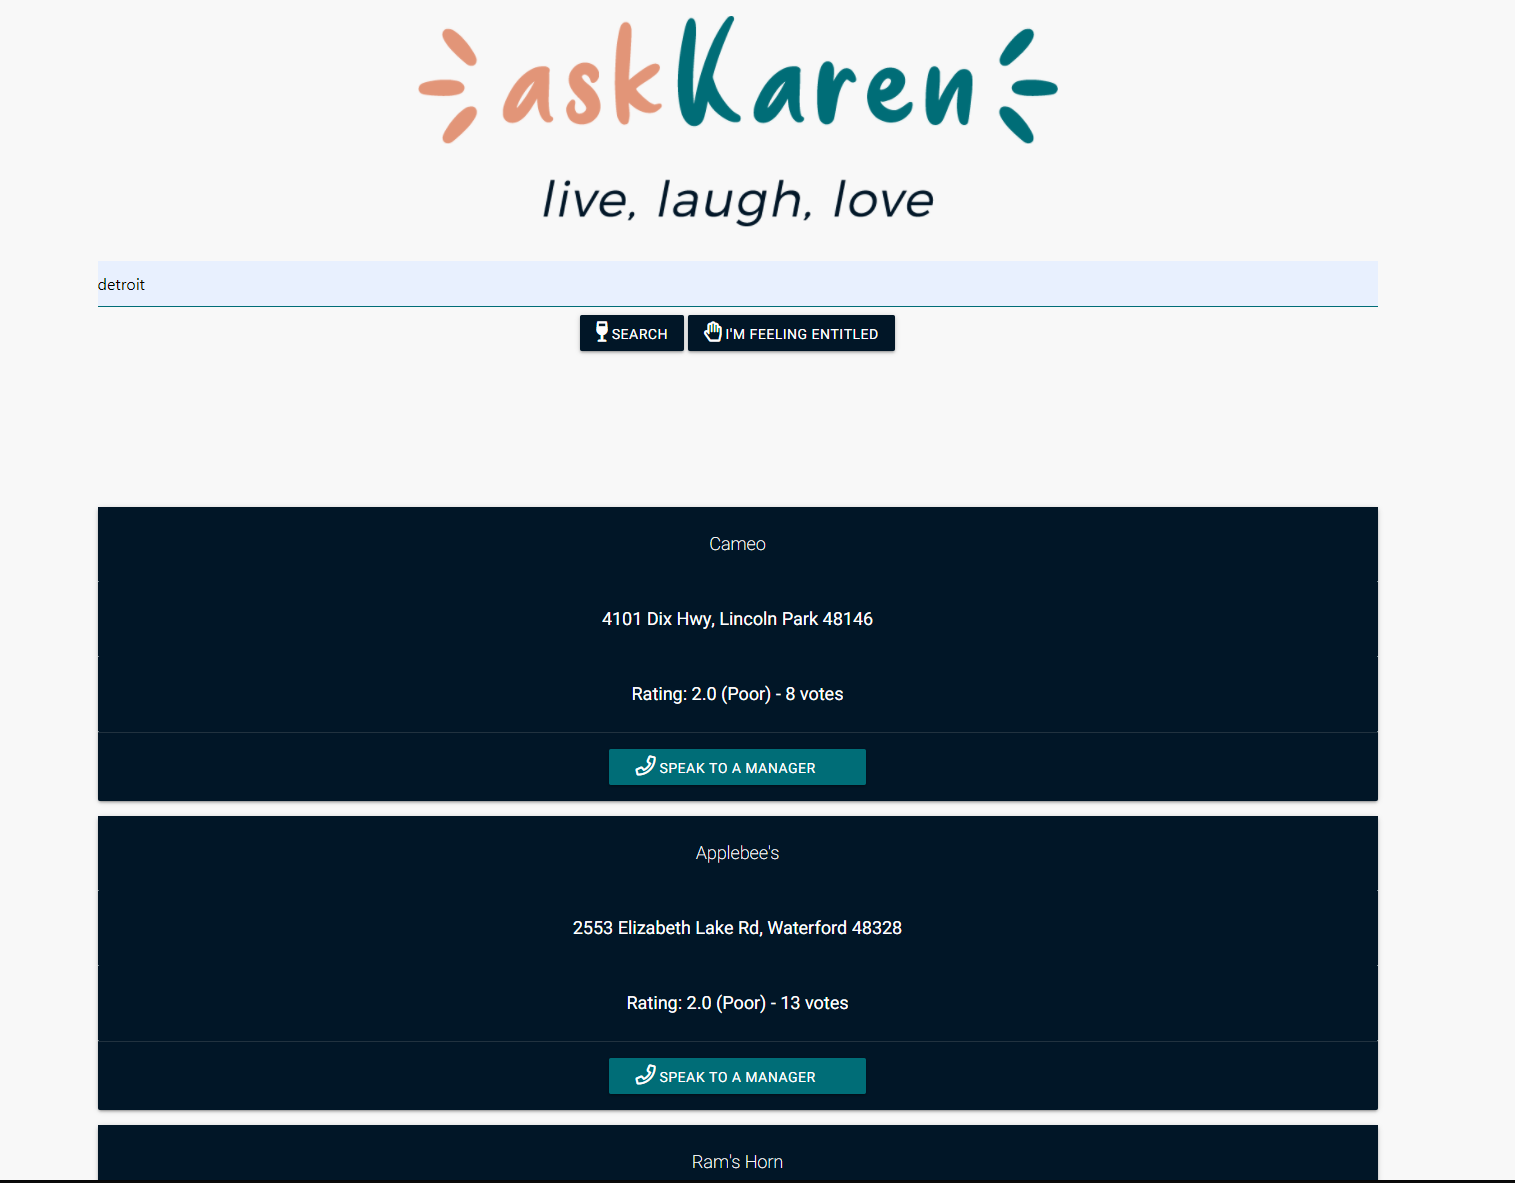 askKaren
live, laugh, love
detroit
SEARCH
I'M FEELING ENTITLED
Cameo
4101 Dix Hwy, Lincoln Park 48146
Rating: 2.0 (Poor) - 8 votes
SPEAK TO A MANAGER
Applebee's
2553 Elizabeth Lake Rd, Waterford 48328
Rating: 2.0 (Poor) - 13 votes
SPEAK TO A MANAGER
Ram's Horn